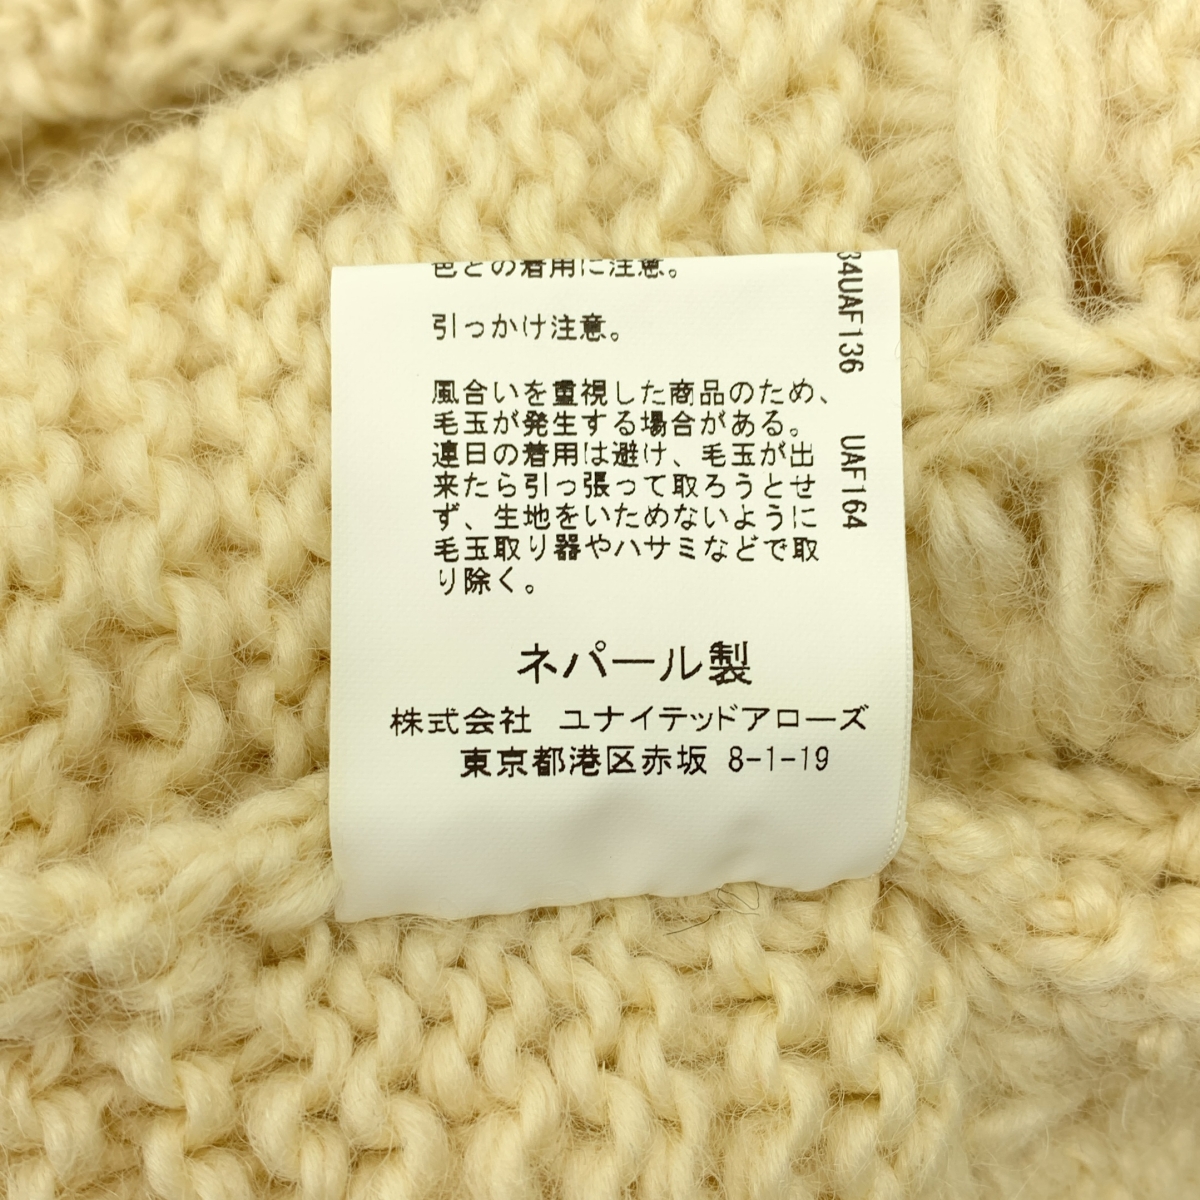 色との着用に注意。
引っかけ注意。
風合いを重視した商品のため、
毛玉が発生する場合がある。
連日の着用は避け、毛玉が出
来たら引っ張って取ろうとせ
ず、生地をいためないように
毛玉取り器やハサミなどで取
り除く。
ネパール製
株式会社 ユナイテッドアローズ
東京都港区赤坂 8-1-19
34UAF136 UAF164